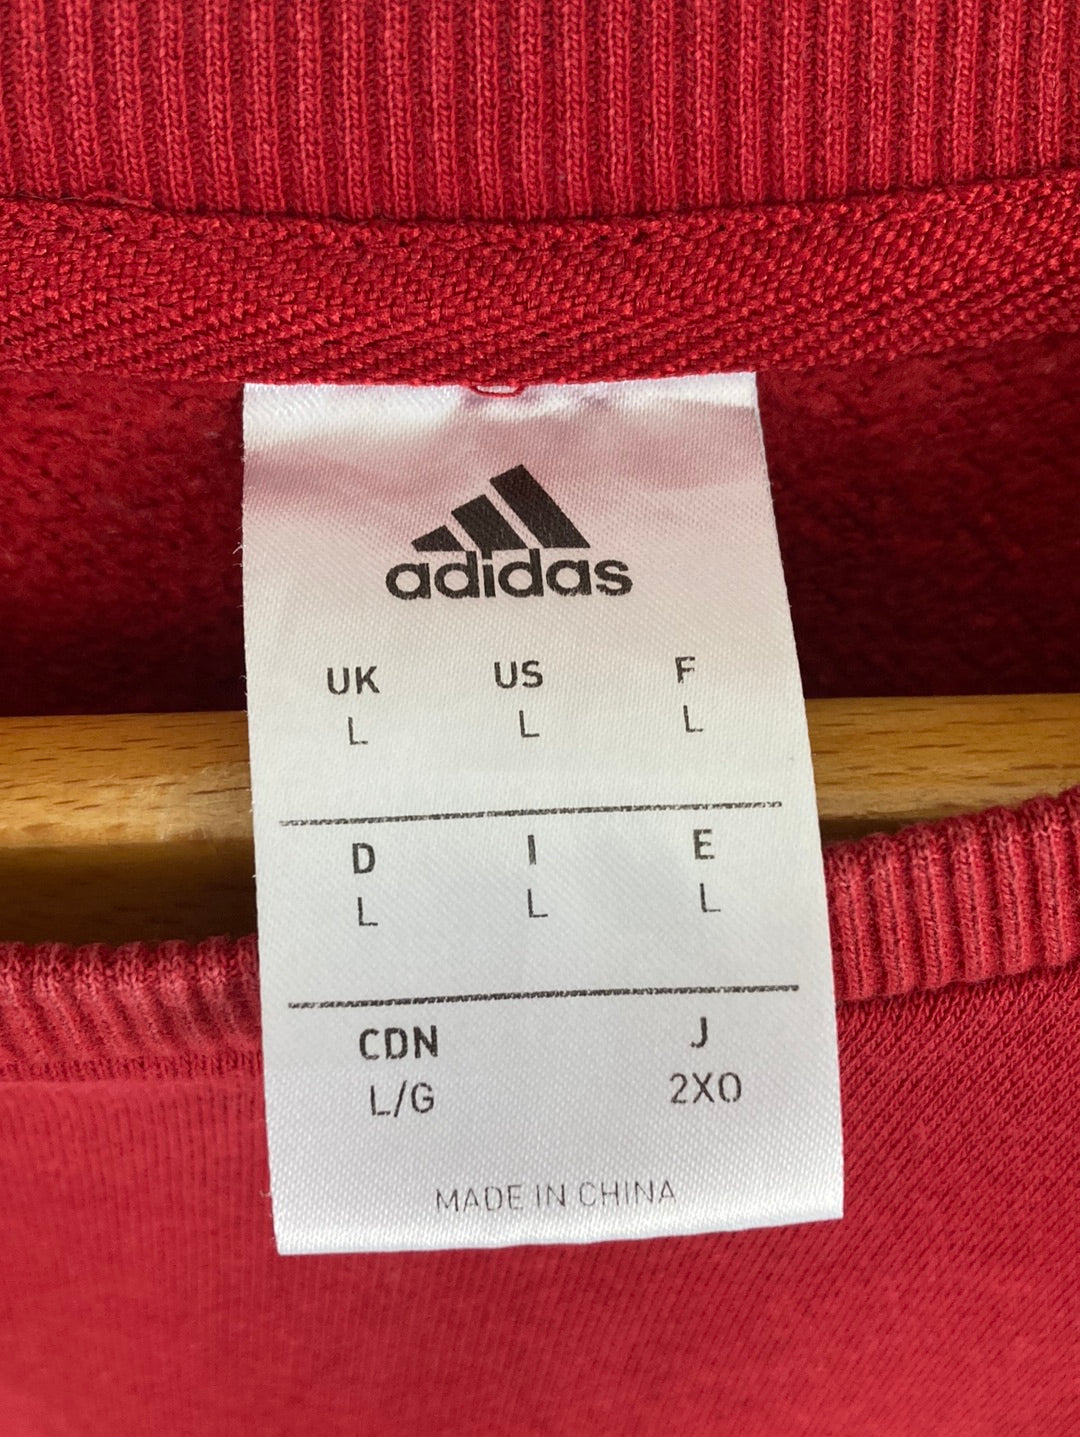 adidas
UK US F
L L L
D I E
L L L
CDN J
L/G 2XO
MADE IN CHINA